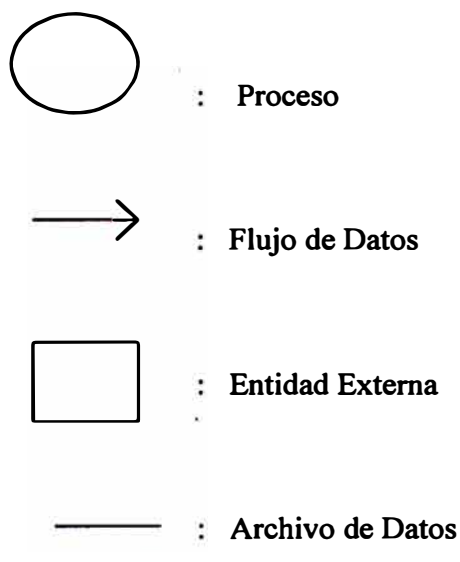 : Proceso
: Flujo de Datos
: Entidad Externa
: Archivo de Datos